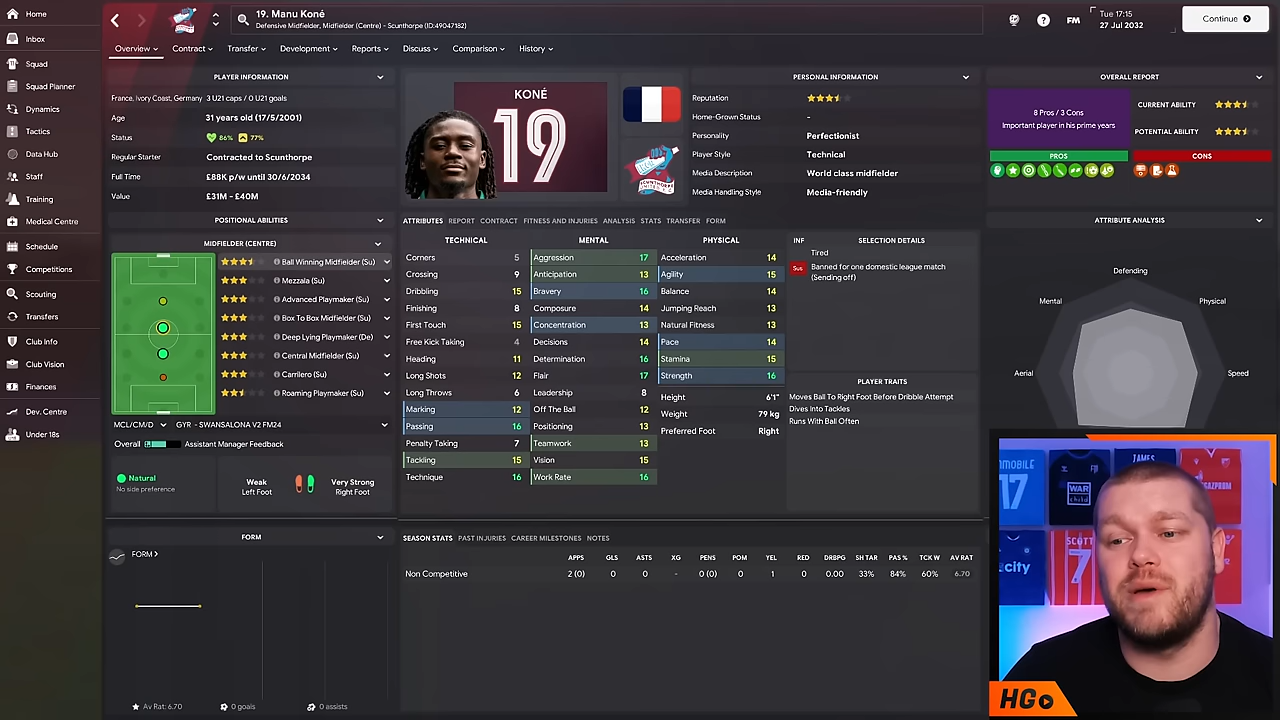 19. Manu Koné
Defensive Midfielder, Midfielder (Centre) - Scunthorpe (ID:49047182)
FM
Tue 17:15
27 Jul 2032
Continue
Home
Inbox
Squad
Squad Planner
Dynamics
Tactics
Data Hub
Staff
Training
Medical Centre
Schedule
Competitions
Scouting
Transfers
Club Info
Club Vision
Finances
Dev. Centre
Under 18s
Overview
Contract
Transfer
Development
Reports
Discuss
Comparison
History
PLAYER INFORMATION
France, Ivory Coast, Germany 3 U21 caps / 0 U21 goals
Age 31 years old (17/5/2001)
Status 86% 77%
Regular Starter Contracted to Scunthorpe
Full Time £88K p/w until 30/6/2034
Value £31M - £40M
POSITIONAL ABILITIES
MIDFIELDER (CENTRE)
Ball Winning Midfielder (Su)
Mezzala (Su)
Advanced Playmaker (Su)
Box To Box Midfielder (Su)
Deep Lying Playmaker (De)
Central Midfielder (Su)
Carrilero (Su)
Roaming Playmaker (Su)
MCL/CM/D
GYR - SWANSALONA V2 FM24
Overall Assistant Manager Feedback
Natural
No side preference
Weak
Left Foot
Very Strong
Right Foot
FORM
FORM
Av Rat: 6.70
0 goals
0 assists
KONÉ
19
SCUNTHORPE
PERSONAL INFORMATION
Reputation
Home-Grown Status -
Personality Perfectionist
Player Style Technical
Media Description World class midfielder
Media Handling Style Media-friendly
ATTRIBUTES REPORT CONTRACT FITNESS AND INJURIES ANALYSIS STATS TRANSFER FORM
TECHNICAL
Corners 5
Crossing 9
Dribbling 15
Finishing 8
First Touch 15
Free Kick Taking 4
Heading 11
Long Shots 12
Long Throws 6
Marking 12
Passing 16
Penalty Taking 7
Tackling 15
Technique 16
MENTAL
Aggression 17
Anticipation 13
Bravery 16
Composure 14
Concentration 13
Decisions 14
Determination 16
Flair 17
Leadership 8
Off The Ball 12
Positioning 13
Teamwork 13
Vision 15
Work Rate 16
PHYSICAL
Acceleration 14
Agility 15
Balance 14
Jumping Reach 13
Natural Fitness 13
Pace 14
Stamina 15
Strength 16
Height 6'1"
Weight 79 kg
Preferred Foot Right
INF SELECTION DETAILS
Tired
Sus
Banned for one domestic league match
(Sending off)
PLAYER TRAITS
Moves Ball To Right Foot Before Dribble Attempt
Dives Into Tackles
Runs With Ball Often
SEASON STATS PAST INJURIES CAREER MILESTONES NOTES
APPS GLS ASTS XG PENS POM YEL RED DRBPG SH TAR PAS % TCK W AV RAT
Non Competitive 2 (0) 0 0 - 0 (0) 0 1 0 0.00 33% 84% 60% 6.70
OVERALL REPORT
8 Pros / 3 Cons
Important player in his prime years
CURRENT ABILITY
POTENTIAL ABILITY
PROS
CONS
ATTRIBUTE ANALYSIS
Defending
Physical
Speed
Aerial
Mental
17
WAR
CHILD
JAMES
city
HG